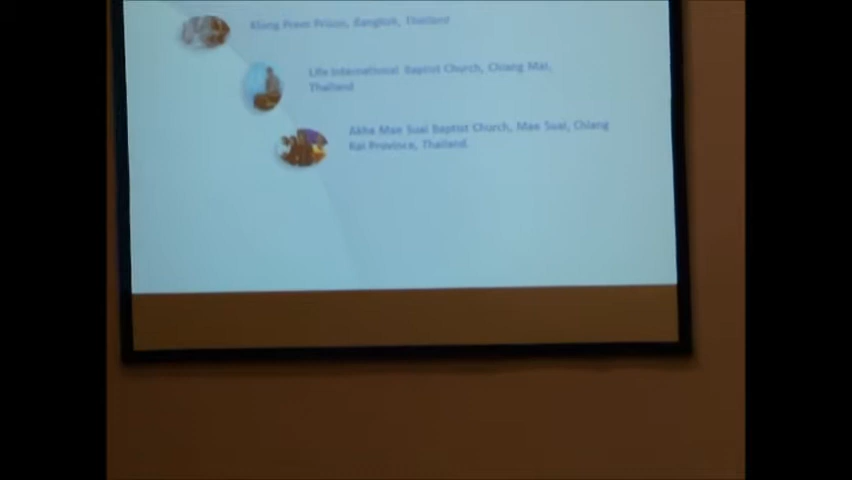 Klong Prem Prison, Bangkok, Thailand
Life International Baptist Church, Chiang Mai,
Thailand
Akha Mae Suai Baptist Church, Mae Suai, Chiang
Rai Province, Thailand.